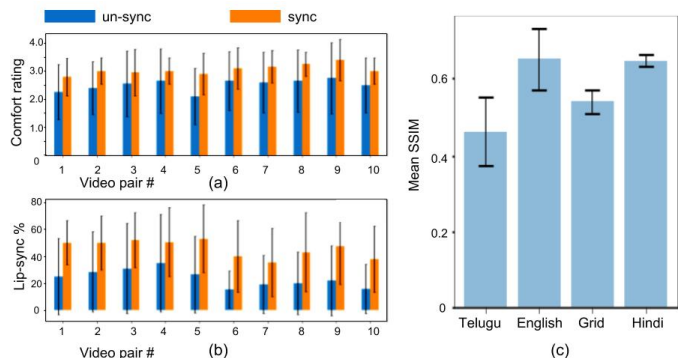 un-sync sync
Comfort rating
4.0
3.0
2.0
1.0
0
1 2 3 4 5 6 7 8 9 10
Video pair # (a)
Lip-sync %
80
60
40
20
0
1 2 3 4 5 6 7 8 9 10
Video pair # (b)
Mean SSIM
0.6
0.4
0.2
0
Telugu English Grid Hindi
(c)